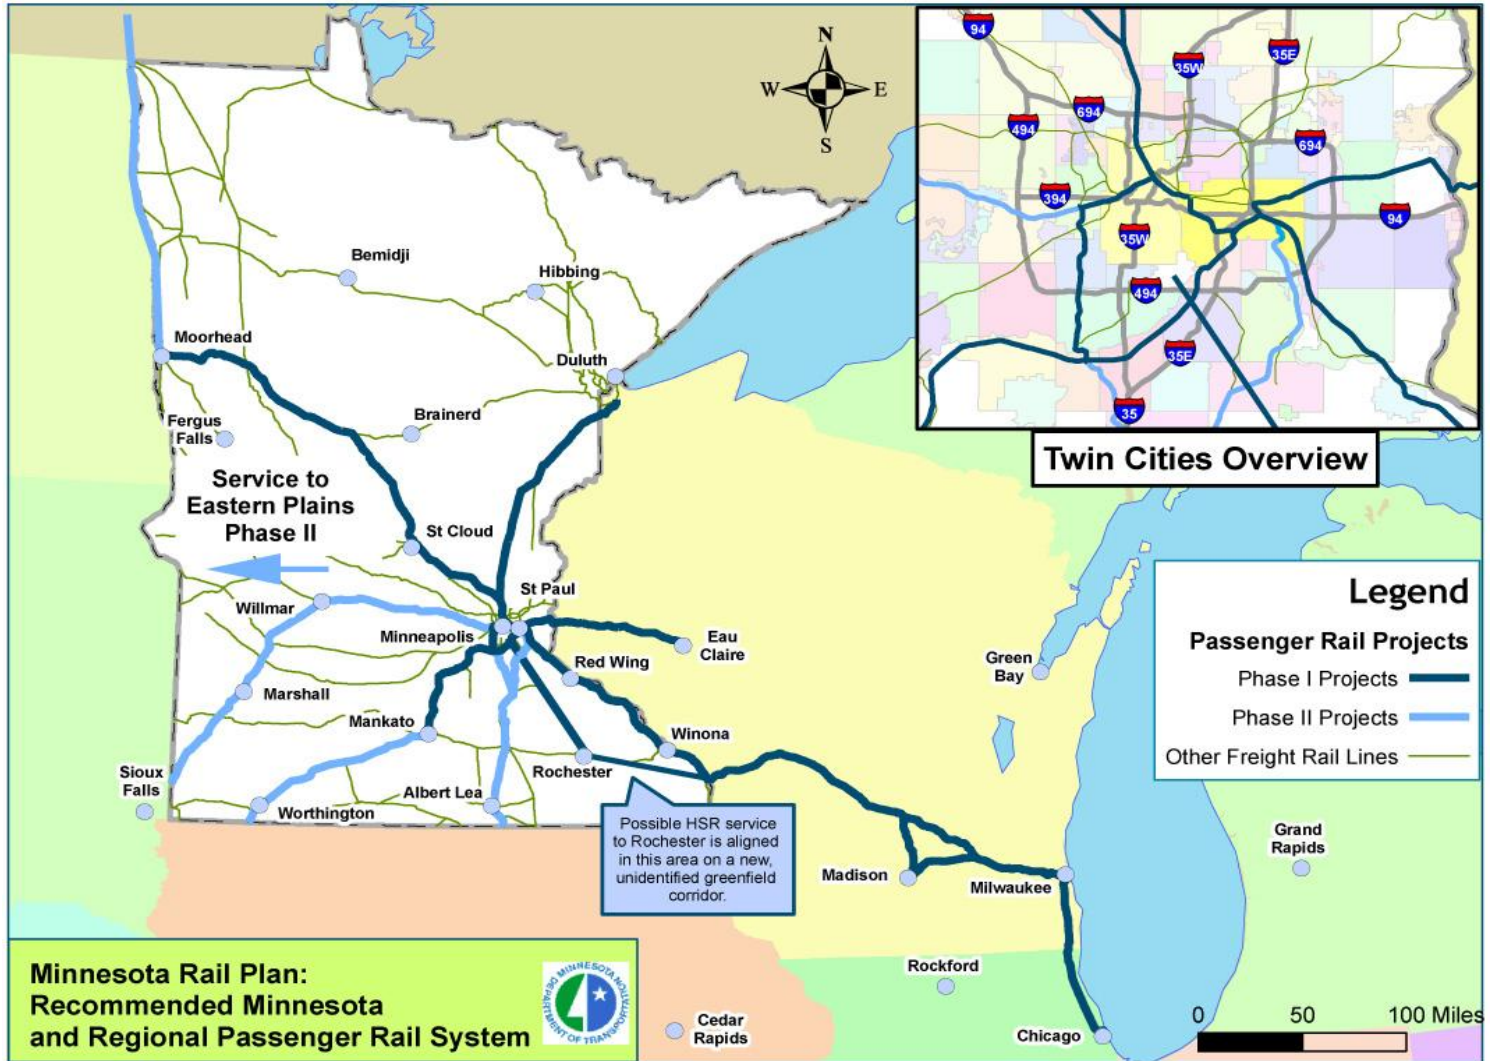 N
W
E
S
Bemidji
Hibbing
Moorhead
Duluth
Fergus
Falls
Brainerd
Service to
Eastern Plains
Phase II
St Cloud
St Paul
Willmar
Minneapolis
Eau
Claire
Red Wing
Green
Bay
Marshall
Mankato
Winona
Sioux
Falls
Rochester
Albert Lea
Worthington
Possible HSR service
to Rochester is aligned
in this area on a new,
unidentified greenfield
corridor.
Madison
Milwaukee
Grand
Rapids
Rockford
Chicago
Cedar
Rapids
94
35W
35E
694
494
694
394
94
35W
494
35E
35
Twin Cities Overview
Legend
Passenger Rail Projects
Phase I Projects
Phase II Projects
Other Freight Rail Lines
0 50 100 Miles
Minnesota Rail Plan:
Recommended Minnesota
and Regional Passenger Rail System
MINNESOTA
DEPARTMENT OF TRANSPORTATION